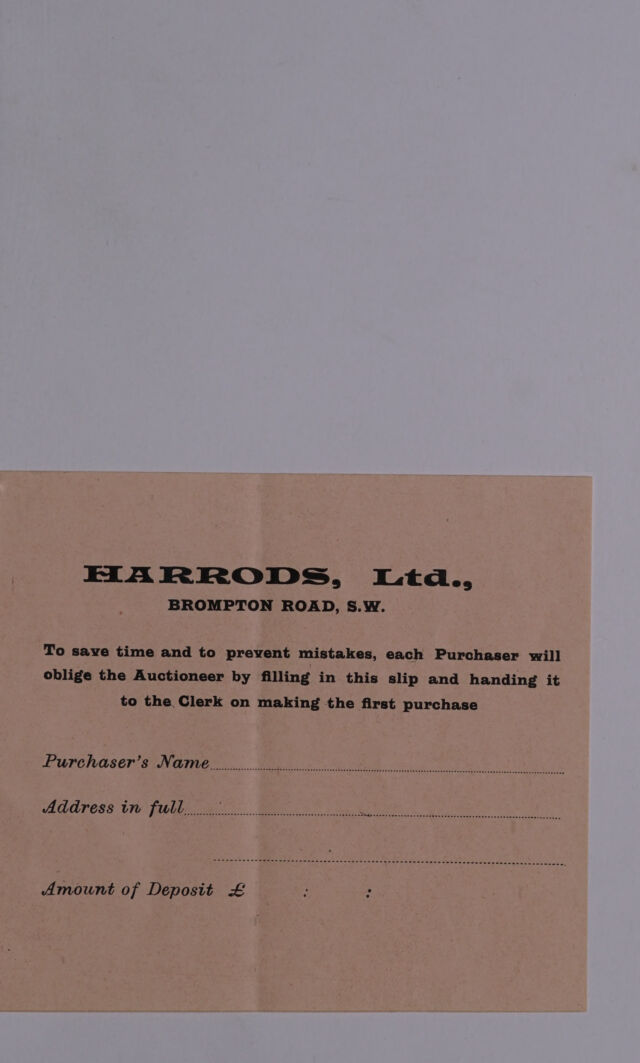 HARRODS, Ltd.,
BROMPTON ROAD, S.W.
To save time and to prevent mistakes, each Purchaser will
oblige the Auctioneer by filling in this slip and handing it
to the Clerk on making the first purchase
Purchaser's Name
Address in full
Amount of Deposit £ : :